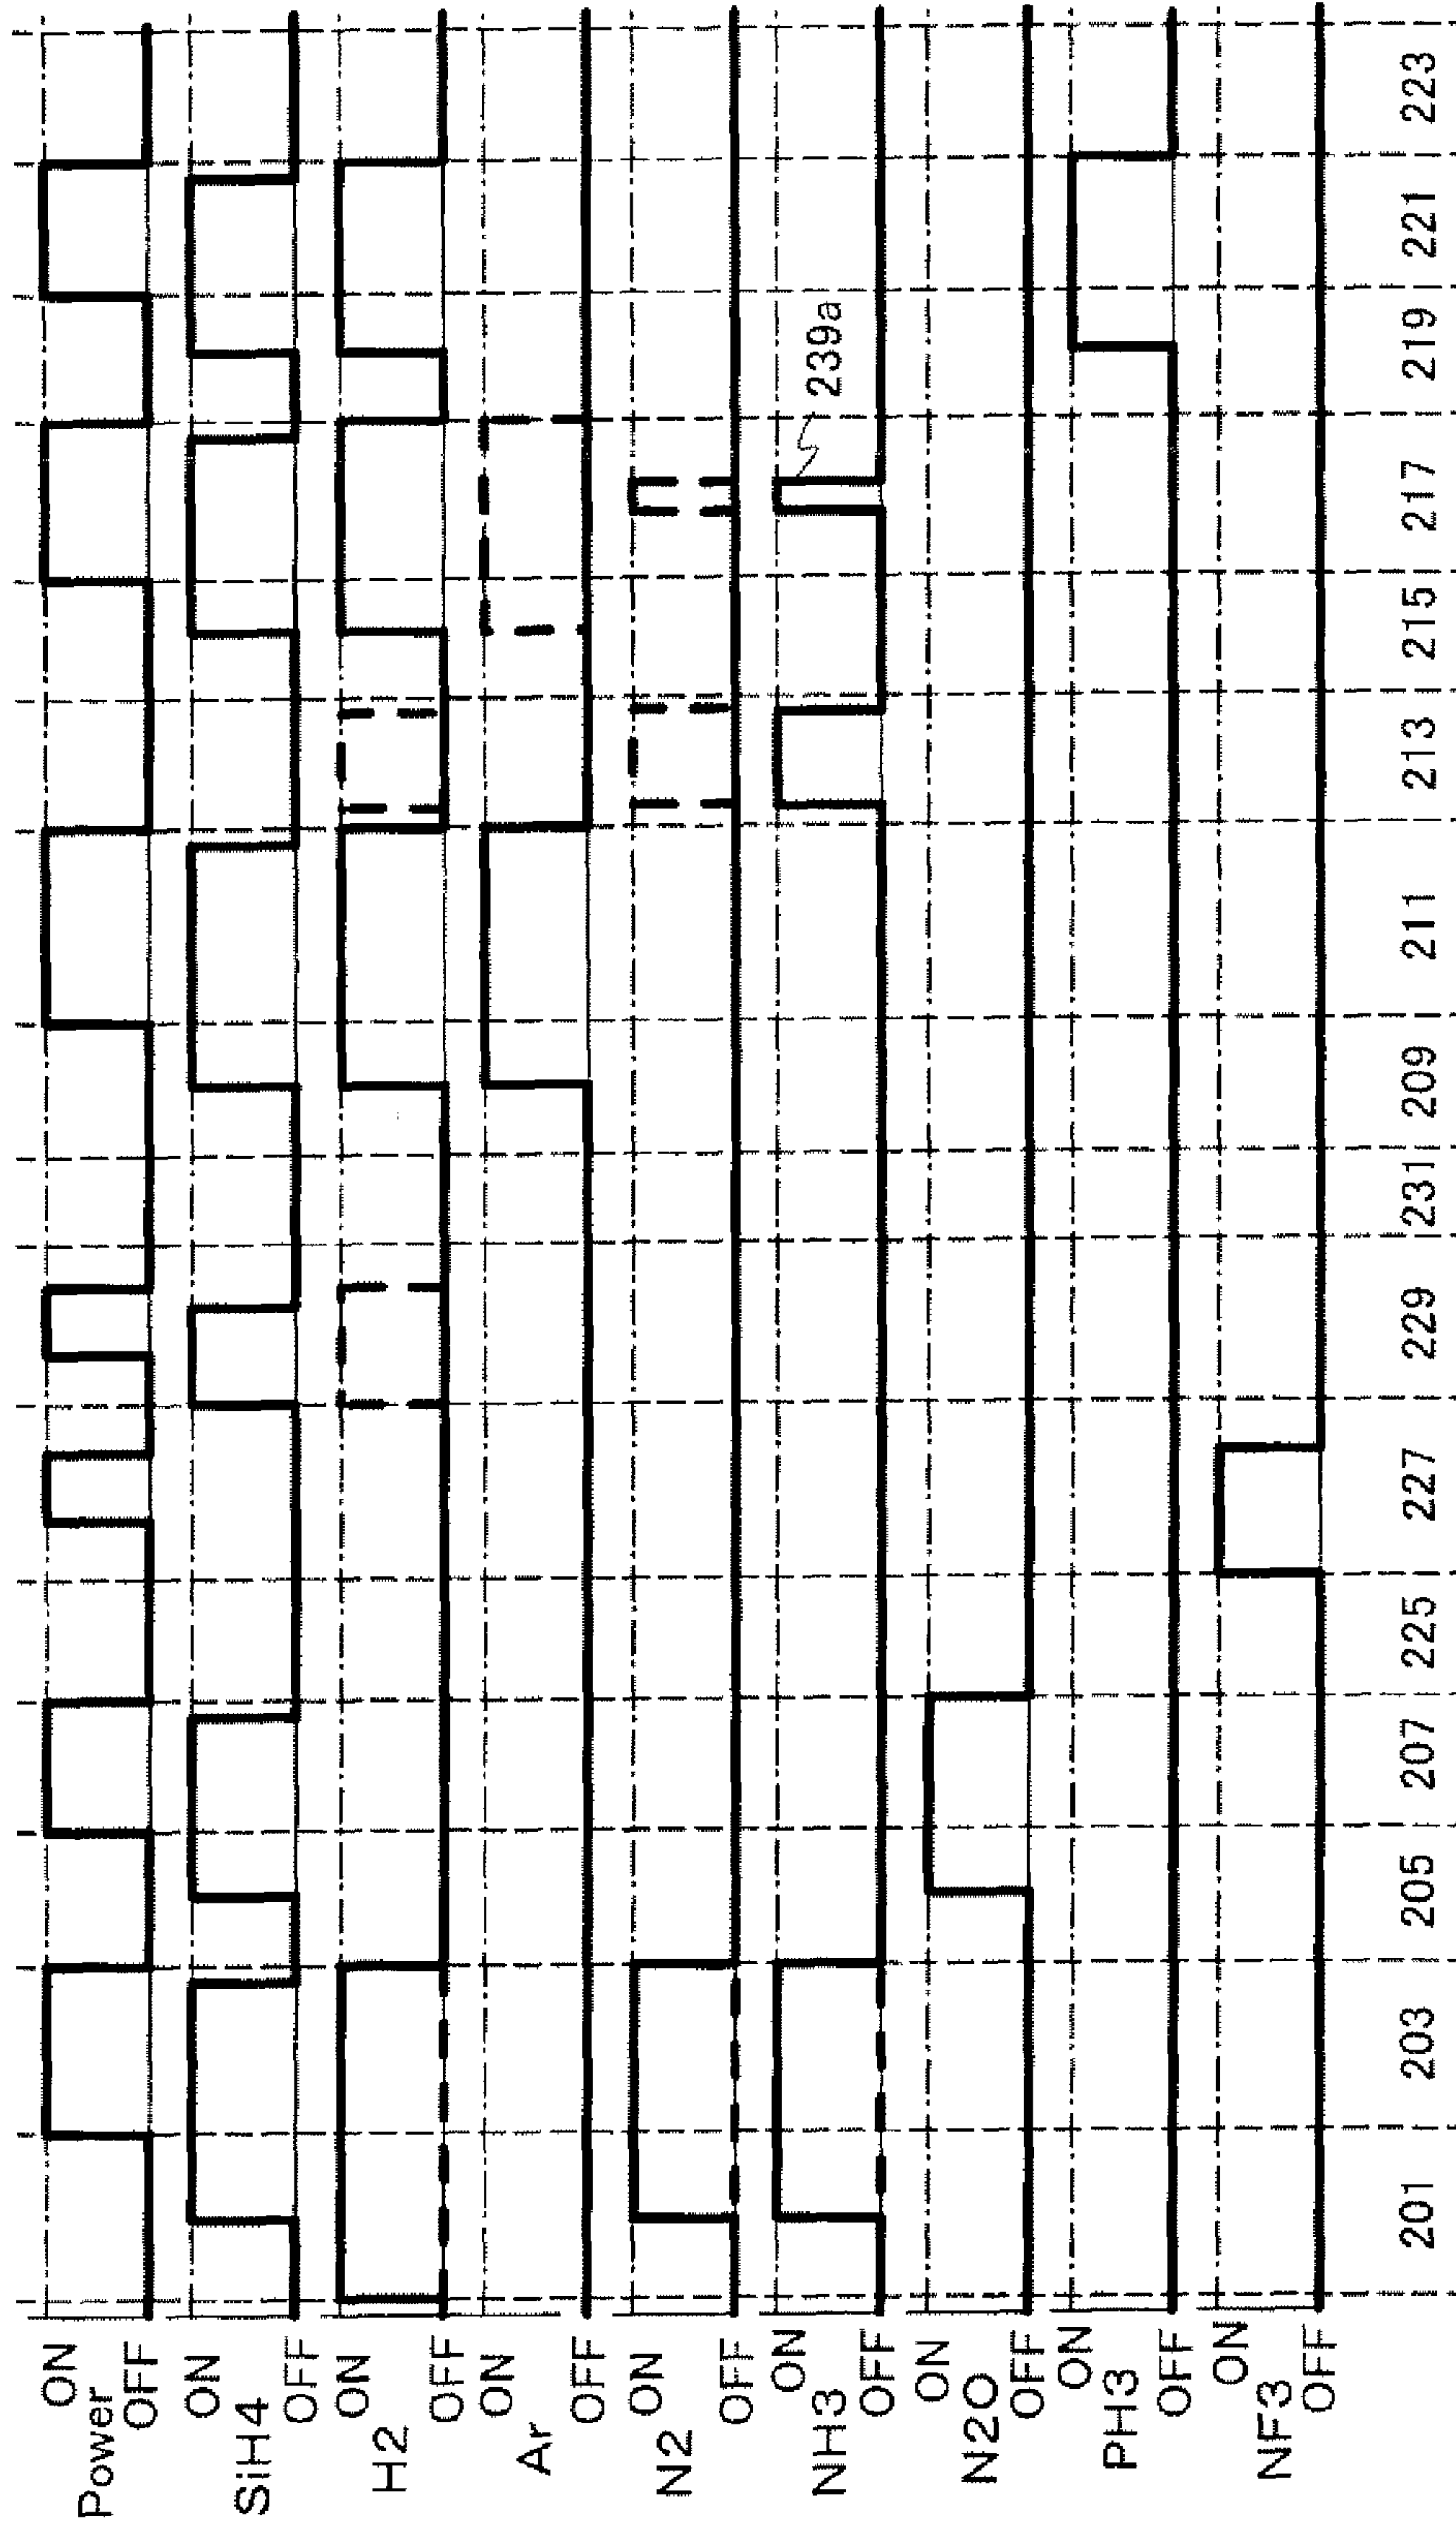 ON
Power
OFF
ON
SiH4
OFF
ON
H2
OFF
ON
Ar
OFF
ON
N2
OFF
ON
NH3
OFF
239a
ON
N2O
OFF
ON
PH3
OFF
ON
NF3
OFF
201 203 205 207 225 227 229 231 209 211 213 215 217 219 221 223